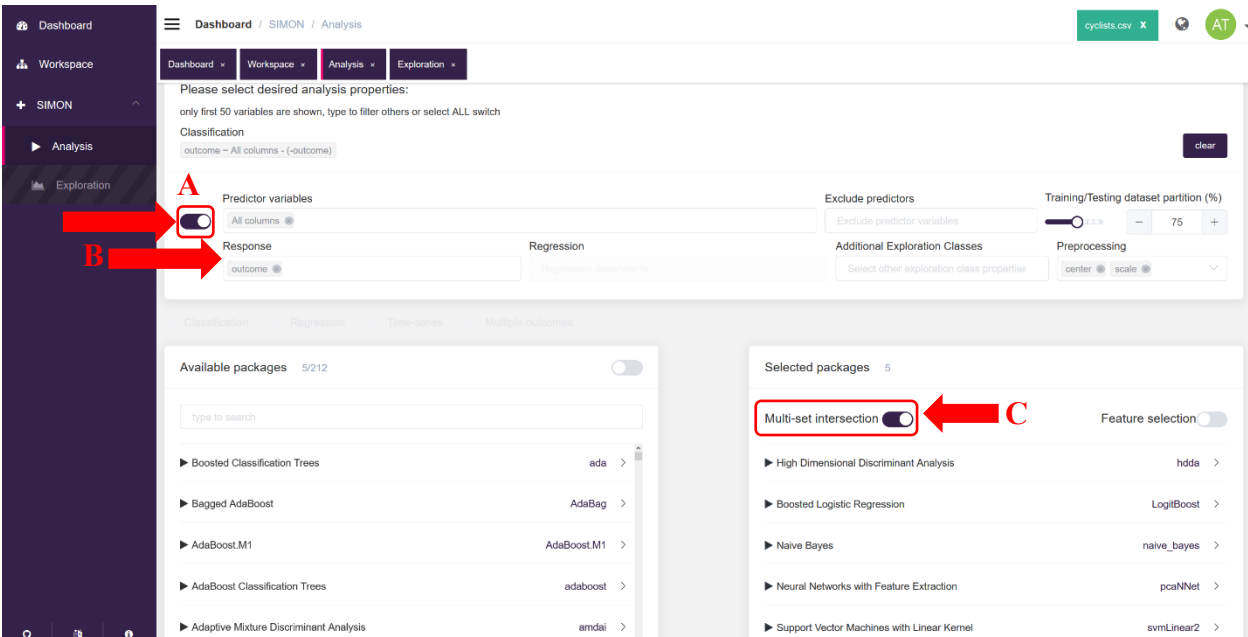 Dashboard
Workspace
SIMON
Analysis
Exploration
Dashboard / SIMON / Analysis
cyclists.csv X
AT
Dashboard × Workspace × Analysis × Exploration ×
Please select desired analysis properties:
only first 50 variables are shown, type to filter others or select ALL switch
Classification
outcome ~ All columns - (-outcome)
clear
A
Predictor variables Exclude predictors Training/Testing dataset partition (%)
All columns Exclude predictor variables − 75 +
B
Response Regression Additional Exploration Classes Preprocessing
outcome Regression dependents Select other exploration class properties center scale
Classification Regression Time-series Multiple outcomes
Available packages 5/212
type to search
Boosted Classification Trees ada
Bagged AdaBoost AdaBag
AdaBoost.M1 AdaBoost.M1
AdaBoost Classification Trees adaboost
Adaptive Mixture Discriminant Analysis amdai
Selected packages 5
Multi-set intersection C Feature selection
High Dimensional Discriminant Analysis hdda
Boosted Logistic Regression LogitBoost
Naive Bayes naive_bayes
Neural Networks with Feature Extraction pcaNNet
Support Vector Machines with Linear Kernel svmLinear2